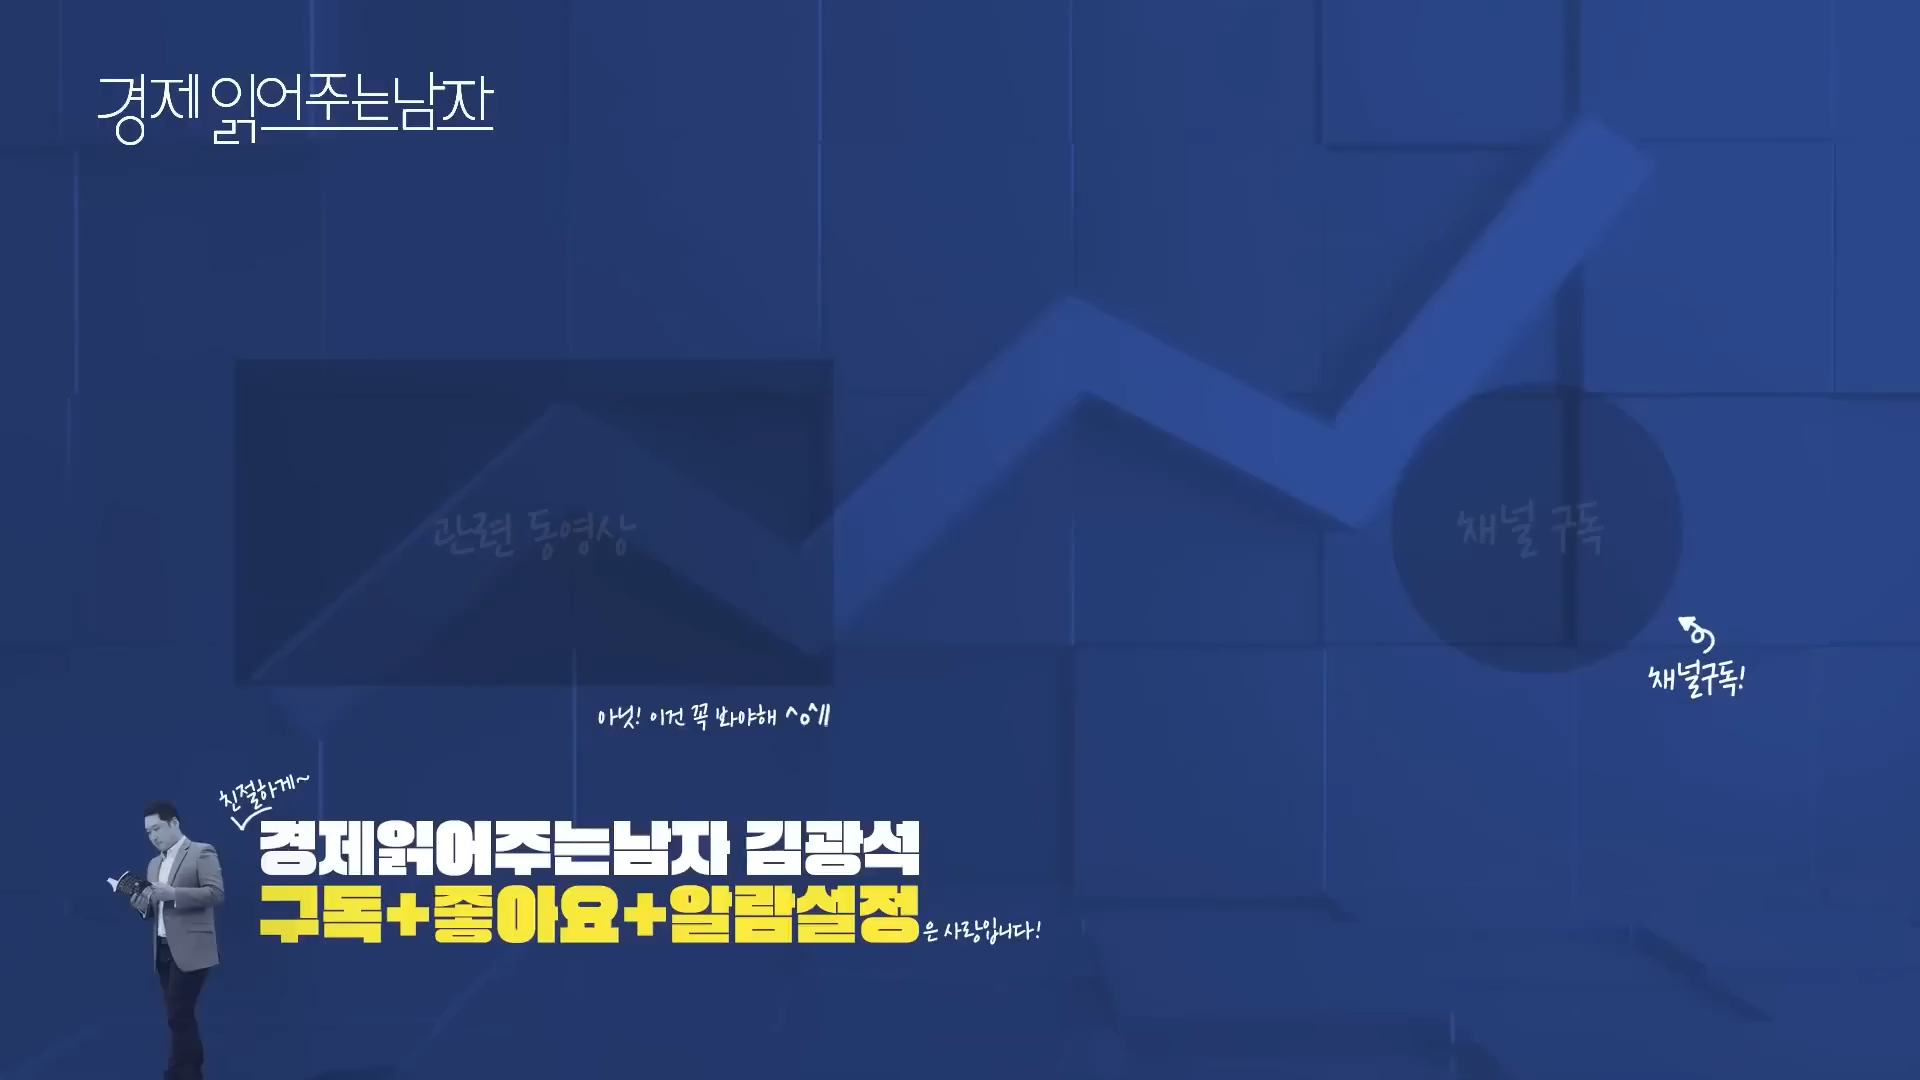 경제 읽어주는남자
관련 동영상
채널 구독
채널구독!
아닛! 이건 꼭 봐야해 ^o^//
친절하게~
경제읽어주는남자 김광석
구독+좋아요+알람설정은 사랑입니다!